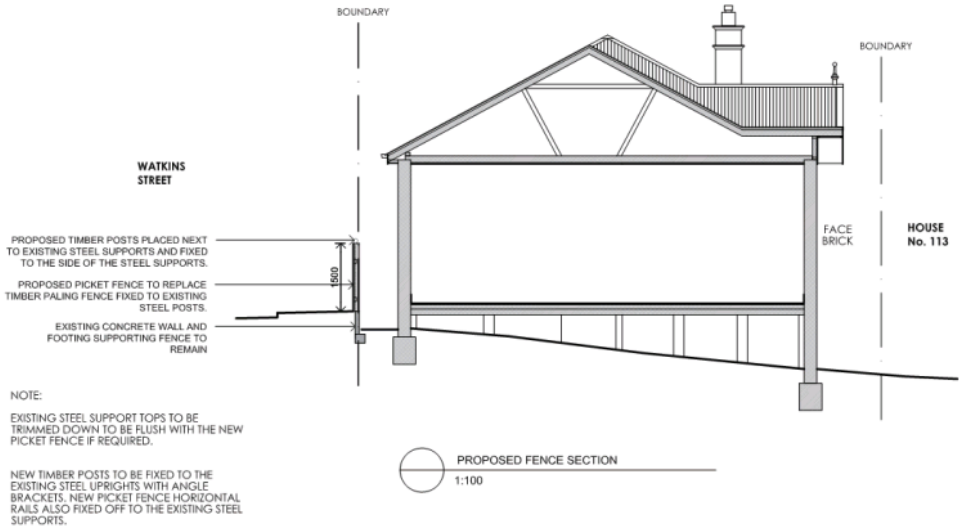 BOUNDARY
BOUNDARY
WATKINS
STREET
FACE
BRICK
HOUSE
No. 113
PROPOSED TIMBER POSTS PLACED NEXT
TO EXISTING STEEL SUPPORTS AND FIXED
TO THE SIDE OF THE STEEL SUPPORTS.
1500
PROPOSED PICKET FENCE TO REPLACE
TIMBER PALING FENCE FIXED TO EXISTING
STEEL POSTS.
EXISTING CONCRETE WALL AND
FOOTING SUPPORTING FENCE TO
REMAIN
NOTE:
EXISTING STEEL SUPPORT TOPS TO BE
TRIMMED DOWN TO BE FLUSH WITH THE NEW
PICKET FENCE IF REQUIRED.
NEW TIMBER POSTS TO BE FIXED TO THE
EXISTING STEEL UPRIGHTS WITH ANGLE
BRACKETS. NEW PICKET FENCE HORIZONTAL
RAILS ALSO FIXED OFF TO THE EXISTING STEEL
SUPPORTS.
PROPOSED FENCE SECTION
1:100